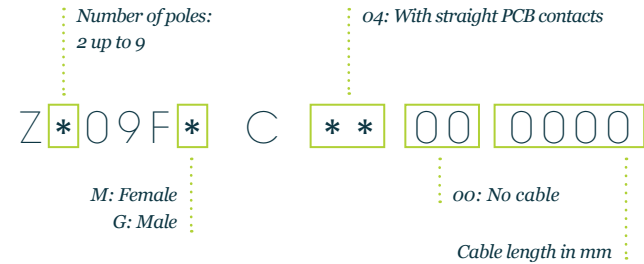 Number of poles:
2 up to 9
04: With straight PCB contacts
Z*09F* C ** 00 0000
M: Female
G: Male
00: No cable
Cable length in mm